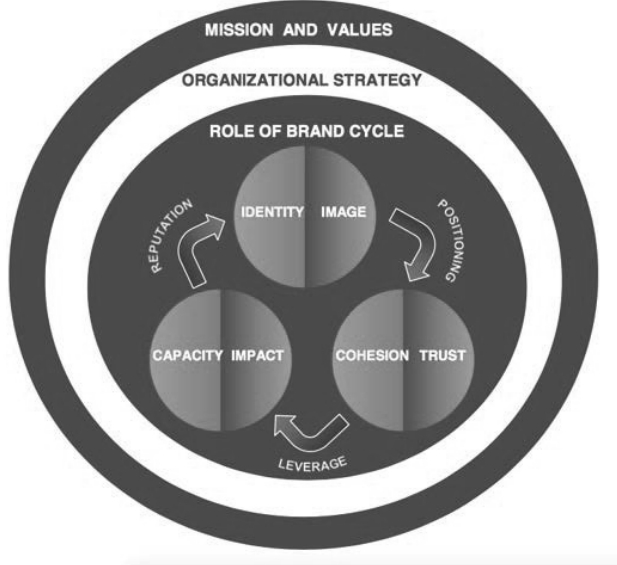 MISSION AND VALUES
ORGANIZATIONAL STRATEGY
ROLE OF BRAND CYCLE
IDENTITY IMAGE
REPUTATION
POSITIONING
CAPACITY IMPACT
COHESION TRUST
LEVERAGE